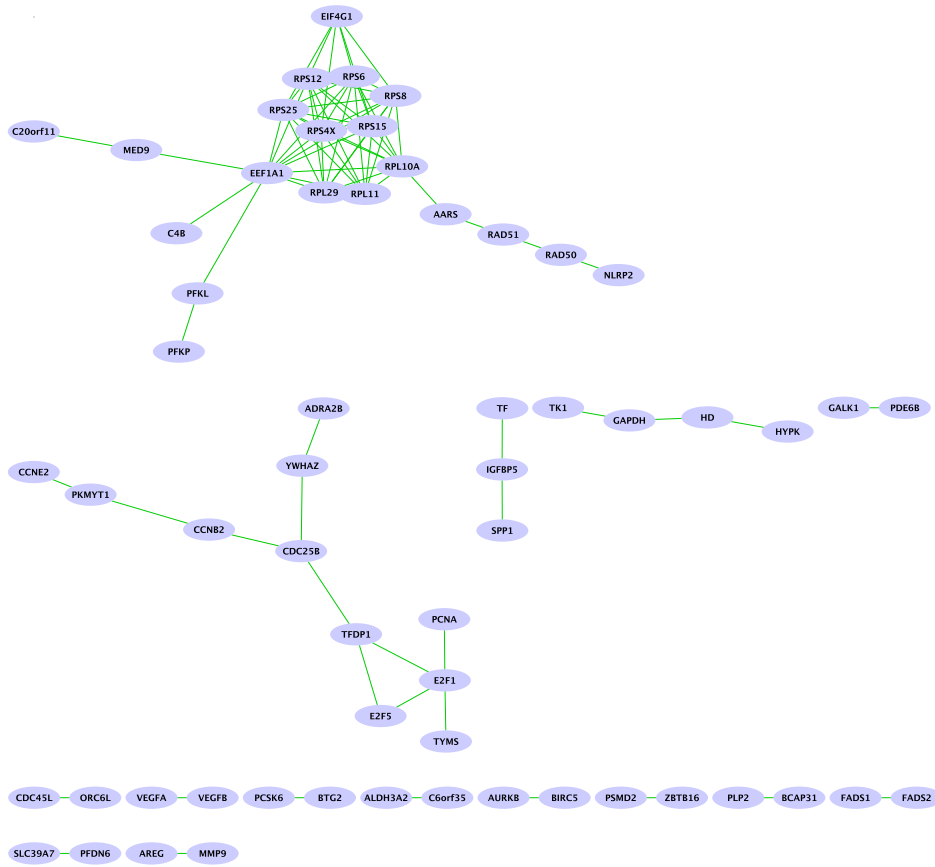 EIF4G1
RPS12
RPS6
RPS8
RPS25
RPS4X
RPS15
C20orf11
MED9
EEF1A1
RPL10A
RPL29
RPL11
AARS
C4B
RAD51
RAD50
NLRP2
PFKL
PFKP
ADRA2B
TF
TK1
GAPDH
HD
HYPK
GALK1
PDE6B
YWHAZ
IGFBP5
CCNE2
PKMYT1
CCNB2
SPP1
CDC25B
PCNA
TFDP1
E2F1
E2F5
TYMS
CDC45L ORC6L VEGFA VEGFB PCSK6 BTG2 ALDH3A2 C6orf35 AURKB BIRC5 PSMD2 ZBTB16 PLP2 BCAP31 FADS1 FADS2
SLC39A7 PFDN6 AREG MMP9